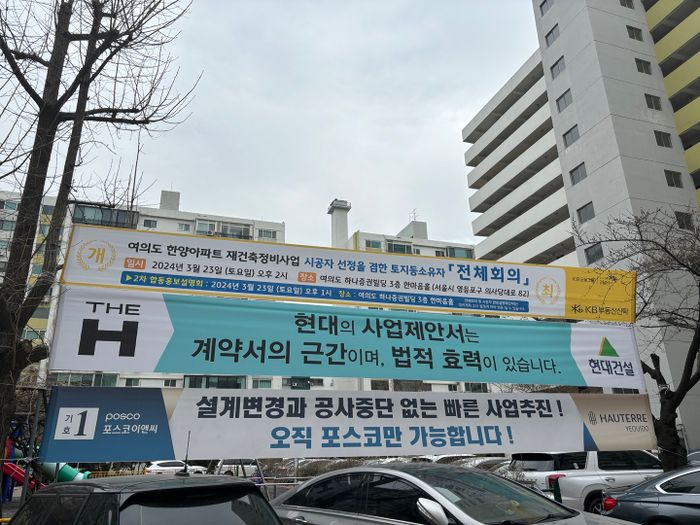 개
최
여의도 한양아파트 재건축정비사업 시공자 선정을 겸한 토지등소유자 「전체회의」
일시 2024년 3월 23일 (토요일) 오후 2시 장소 여의도 하나증권빌딩 3층 한마음홀 (서울시 영등포구 의사당대로 82)
▶2차 합동홍보설명회 : 2024년 3월 23일 (토요일) 오후 1시 장소 : 여의도 하나증권빌딩 3층 한마음홀
KB부동산신탁
THE H
현대의 사업제안서는
계약서의 근간이며, 법적 효력이 있습니다.
현대건설
기호 1
posco
포스코이앤씨
설계변경과 공사중단 없는 빠른 사업추진 !
오직 포스코만 가능합니다 !
HAUTERRE
YEOUIDO